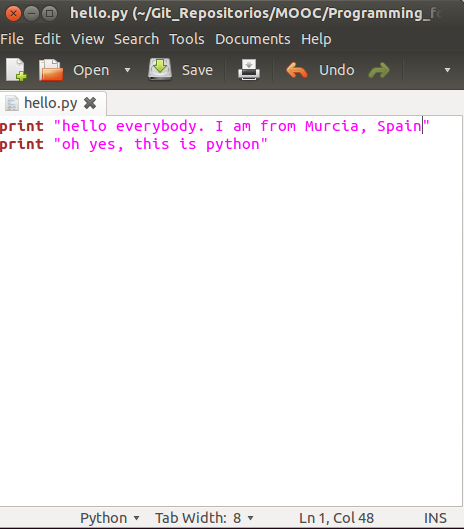 hello.py (~/Git_Repositorios/MOOC/Programming_fo
File Edit View Search Tools Documents Help
Open Save Undo
hello.py
print "hello everybody. I am from Murcia, Spain"
print "oh yes, this is python"
Python Tab Width: 8 Ln 1, Col 48 INS